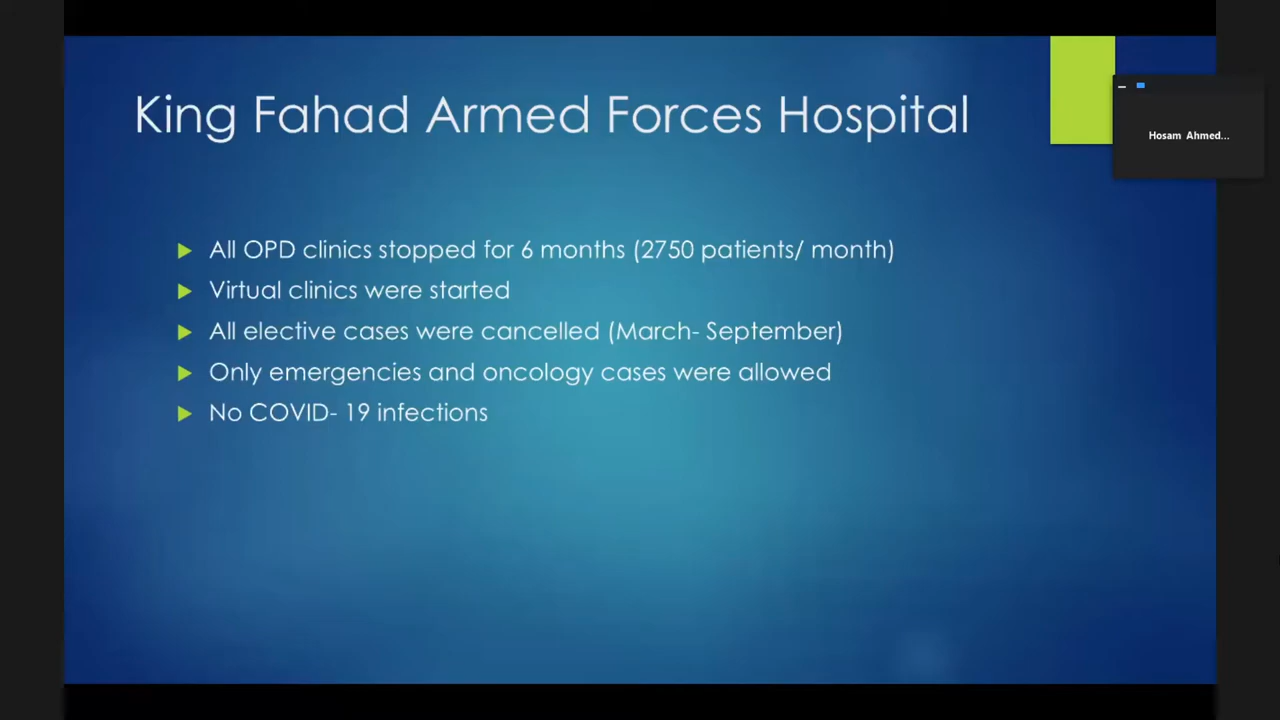 King Fahad Armed Forces Hospital
Hosam Ahmed...
All OPD clinics stopped for 6 months (2750 patients/ month)
Virtual clinics were started
All elective cases were cancelled (March- September)
Only emergencies and oncology cases were allowed
No COVID- 19 infections